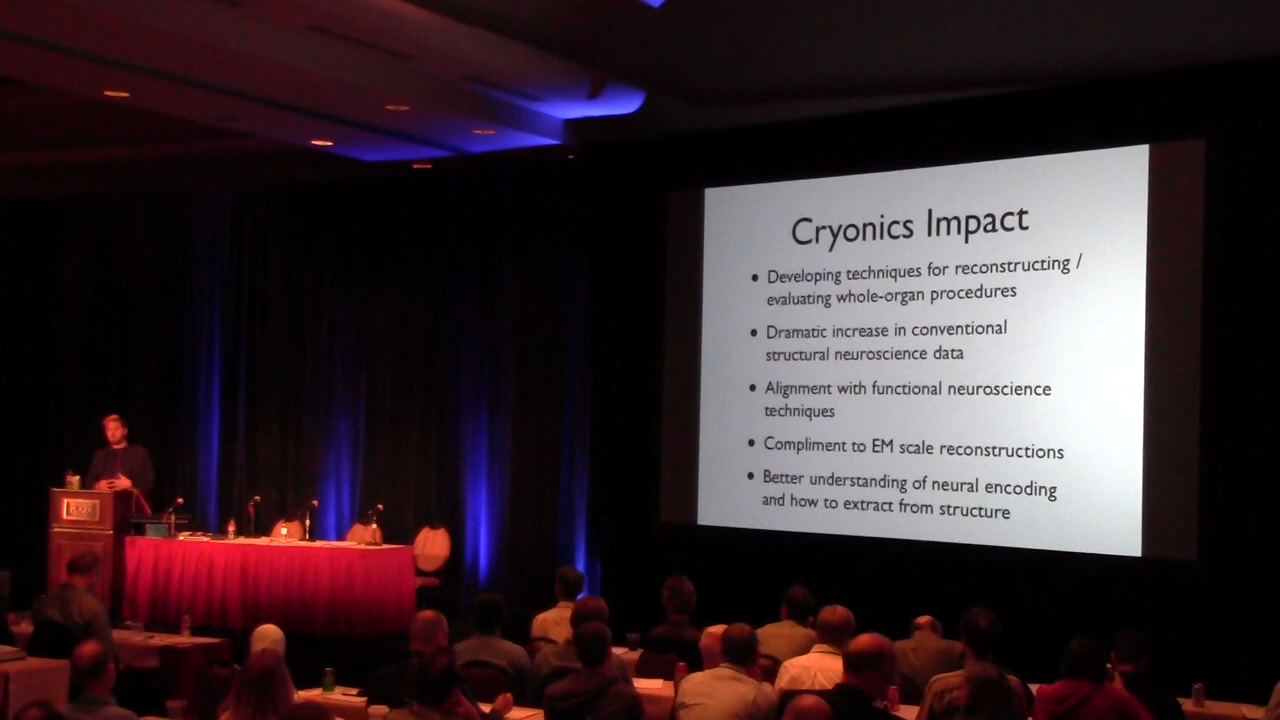 Cryonics Impact
• Developing techniques for reconstructing /
evaluating whole-organ procedures
• Dramatic increase in conventional
structural neuroscience data
• Alignment with functional neuroscience
techniques
• Compliment to EM scale reconstructions
• Better understanding of neural encoding
and how to extract from structure
PLAZA